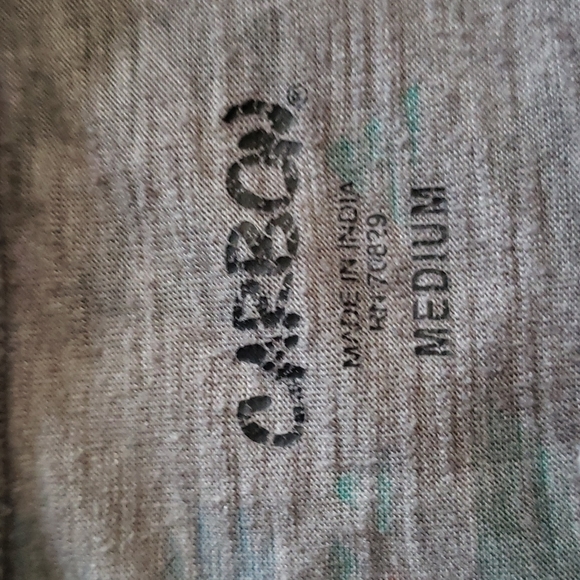 CARBON®
MADE IN INDIA
RN 70829
MEDIUM